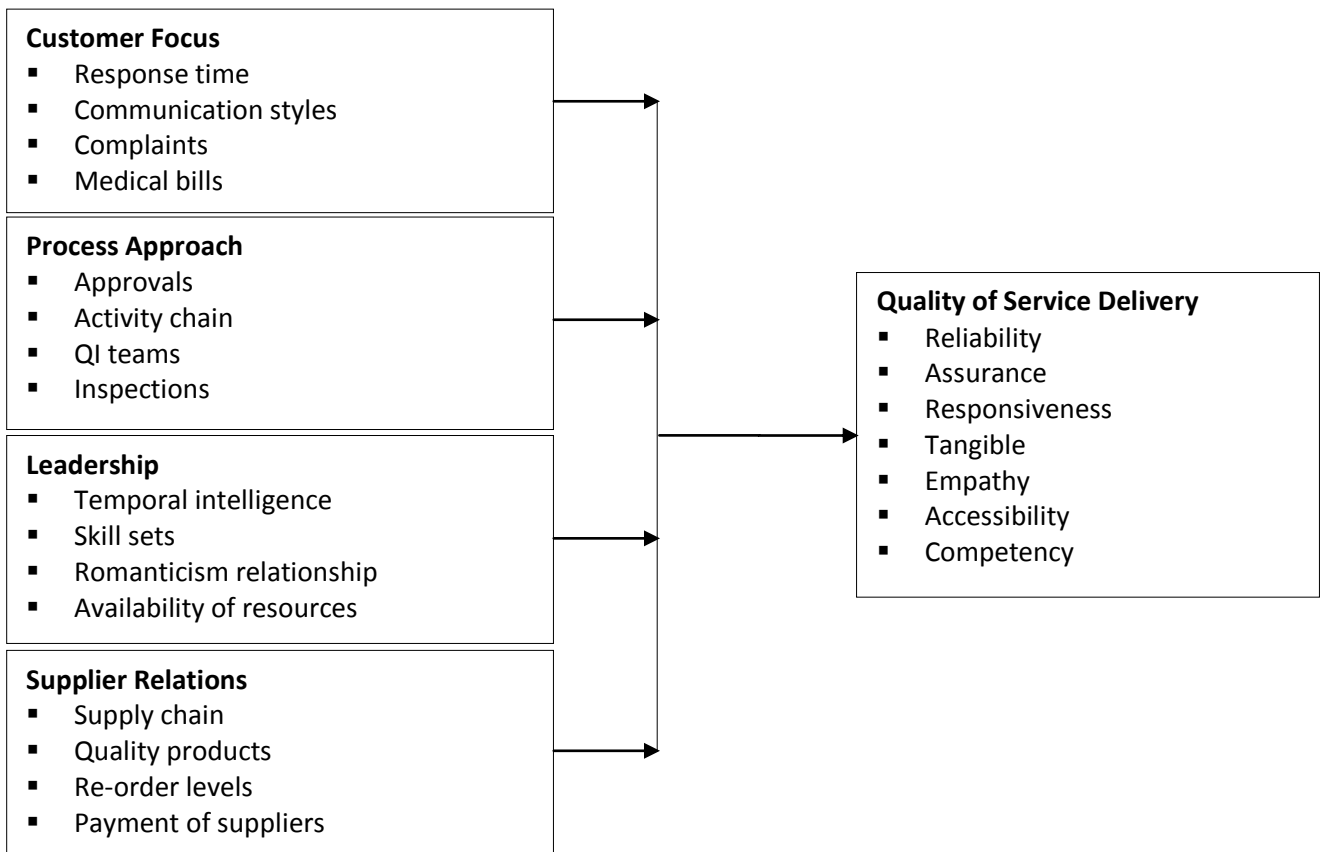 Customer Focus
▪ Response time
▪ Communication styles
▪ Complaints
▪ Medical bills
Process Approach
▪ Approvals
▪ Activity chain
▪ QI teams
▪ Inspections
Leadership
▪ Temporal intelligence
▪ Skill sets
▪ Romanticism relationship
▪ Availability of resources
Supplier Relations
▪ Supply chain
▪ Quality products
▪ Re-order levels
▪ Payment of suppliers
Quality of Service Delivery
▪ Reliability
▪ Assurance
▪ Responsiveness
▪ Tangible
▪ Empathy
▪ Accessibility
▪ Competency